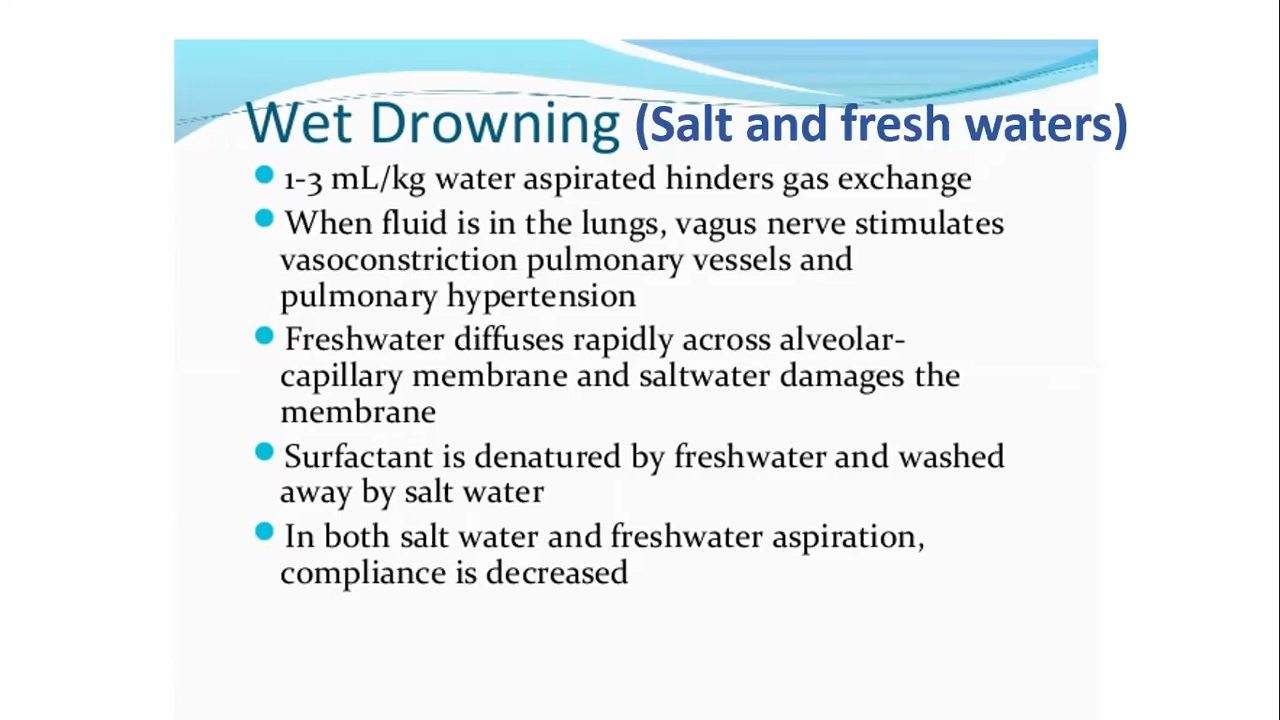 Wet Drowning (Salt and fresh waters)
1-3 mL/kg water aspirated hinders gas exchange
When fluid is in the lungs, vagus nerve stimulates
vasoconstriction pulmonary vessels and
pulmonary hypertension
Freshwater diffuses rapidly across alveolar-
capillary membrane and saltwater damages the
membrane
Surfactant is denatured by freshwater and washed
away by salt water
In both salt water and freshwater aspiration,
compliance is decreased